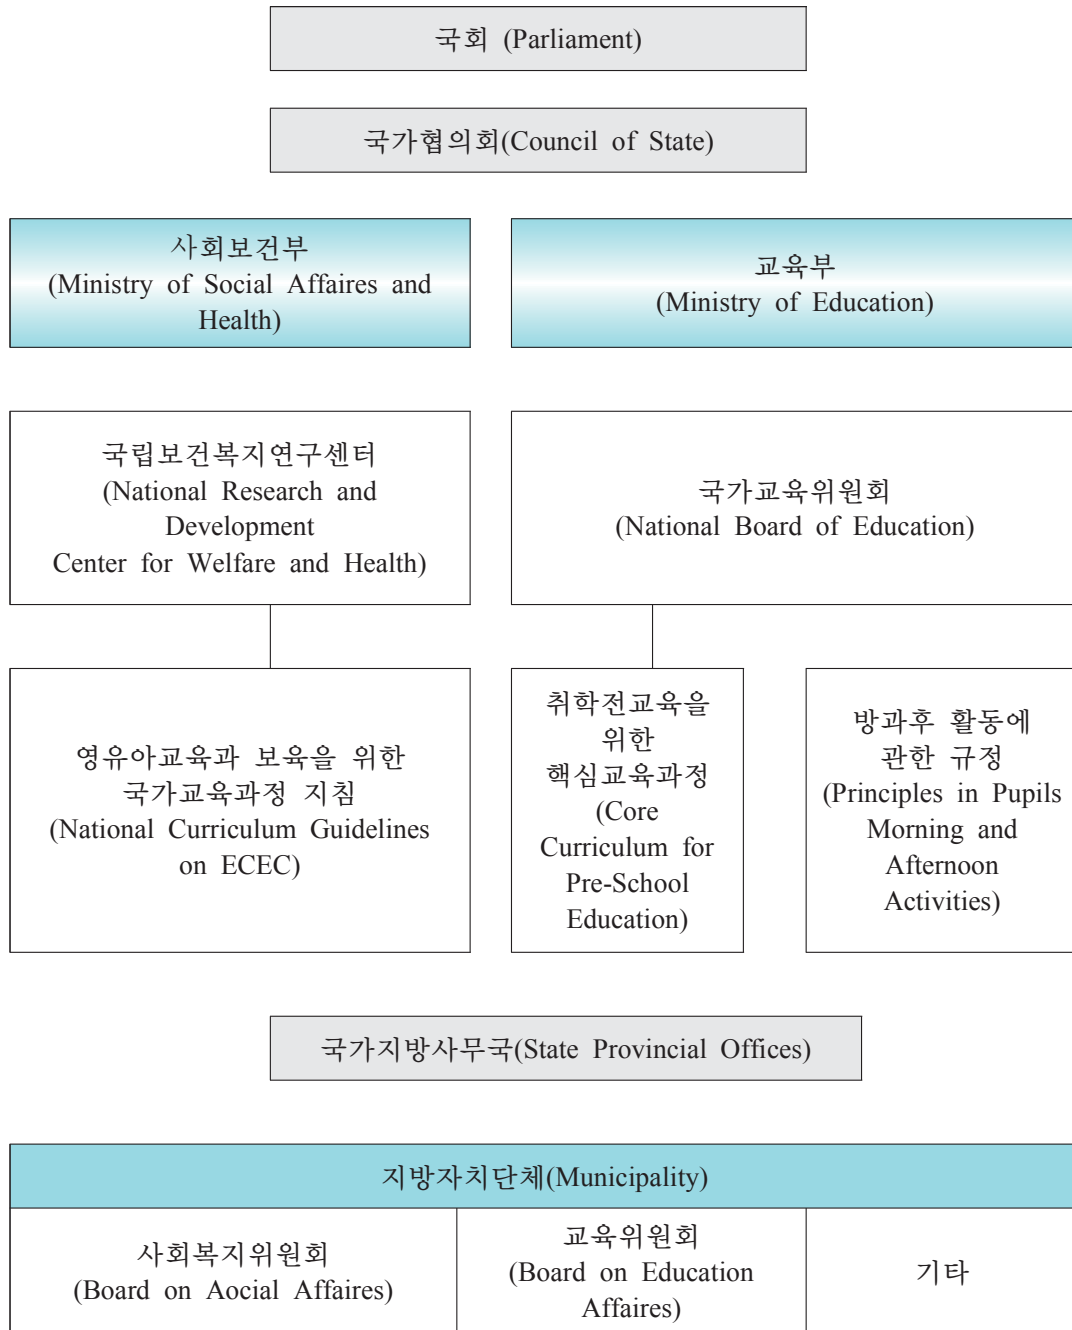 국회 (Parliament)
국가협의회(Council of State)
사회보건부
(Ministry of Social Affaires and
Health)
교육부
(Ministry of Education)
국립보건복지연구센터
(National Research and
Development
Center for Welfare and Health)
국가교육위원회
(National Board of Education)
영유아교육과 보육을 위한
국가교육과정 지침
(National Curriculum Guidelines
on ECEC)
취학전교육을
위한
핵심교육과정
(Core
Curriculum for
Pre-School
Education)
방과후 활동에
관한 규정
(Principles in Pupils
Morning and
Afternoon
Activities)
국가지방사무국(State Provincial Offices)
지방자치단체(Municipality)
사회복지위원회
(Board on Aocial Affaires)
교육위원회
(Board on Education
Affaires)
기타